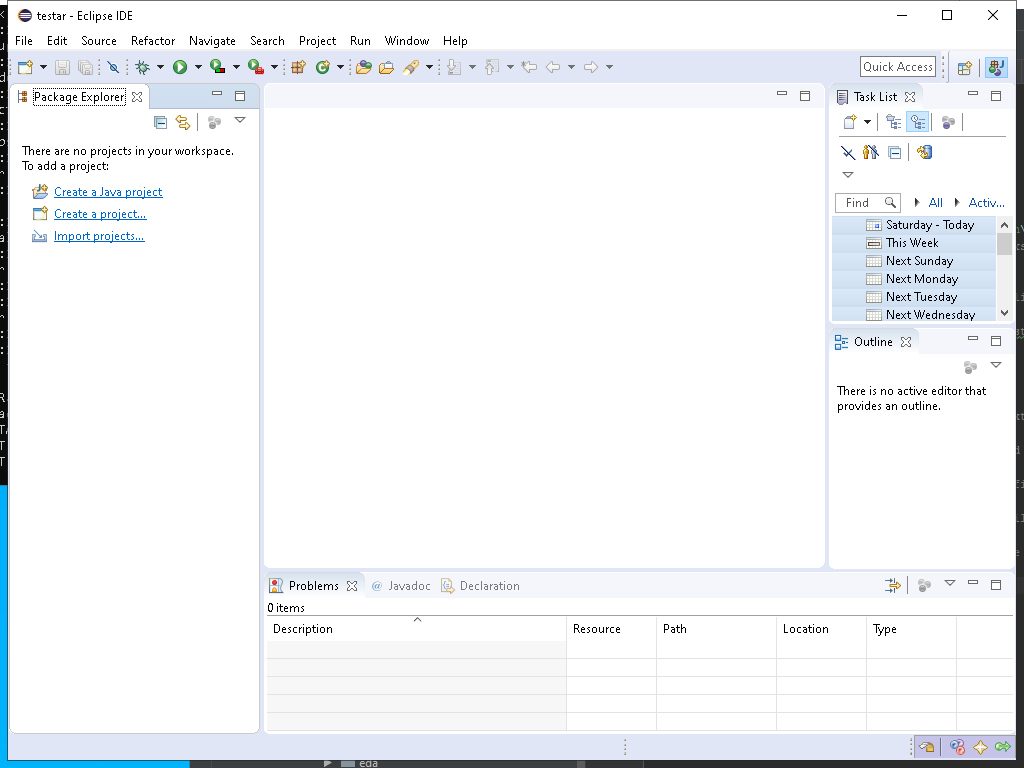 testar - Eclipse IDE
File Edit Source Refactor Navigate Search Project Run Window Help
Quick Access
Package Explorer
There are no projects in your workspace.
To add a project:
Create a Java project
Create a project...
Import projects...
Task List
Find All Activ...
Saturday - Today
This Week
Next Sunday
Next Monday
Next Tuesday
Next Wednesday
Outline
There is no active editor that
provides an outline.
Problems @ Javadoc Declaration
0 items
Description Resource Path Location Type
eda